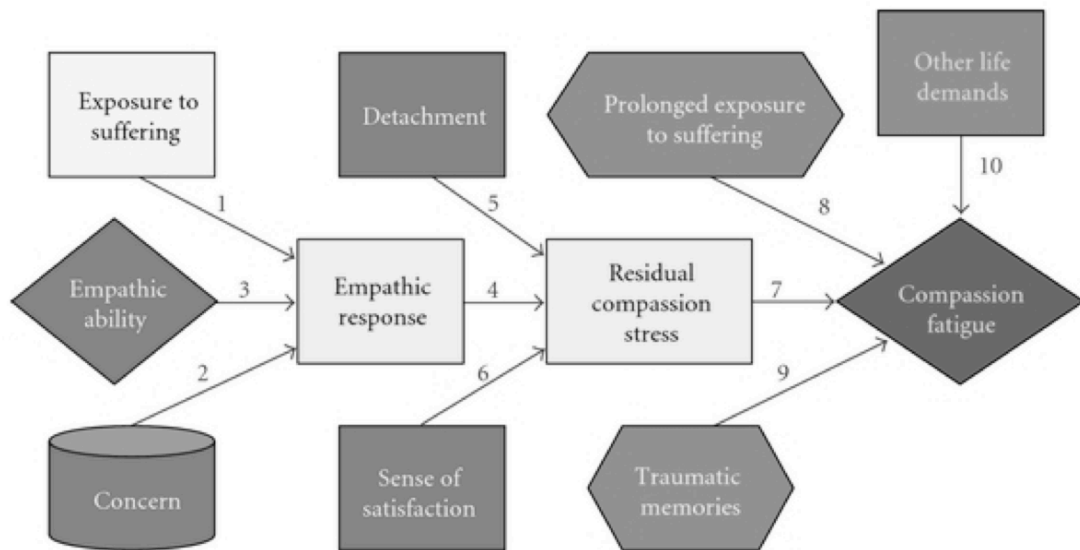 Exposure to
suffering
Detachment
Prolonged exposure
to suffering
Other life
demands
1
5
8
10
Empathic
ability
3
Empathic
response
4
Residual
compassion
stress
7
Compassion
fatigue
2
6
9
Concern
Sense of
satisfaction
Traumatic
memories